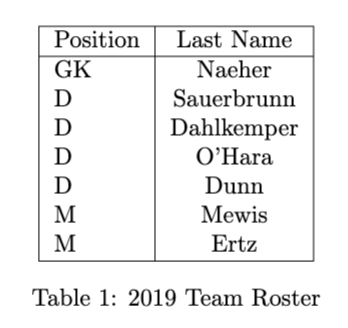 Position Last Name
GK Naeher
D Sauerbrunn
D Dahlkemper
D O'Hara
D Dunn
M Mewis
M Ertz
Table 1: 2019 Team Roster